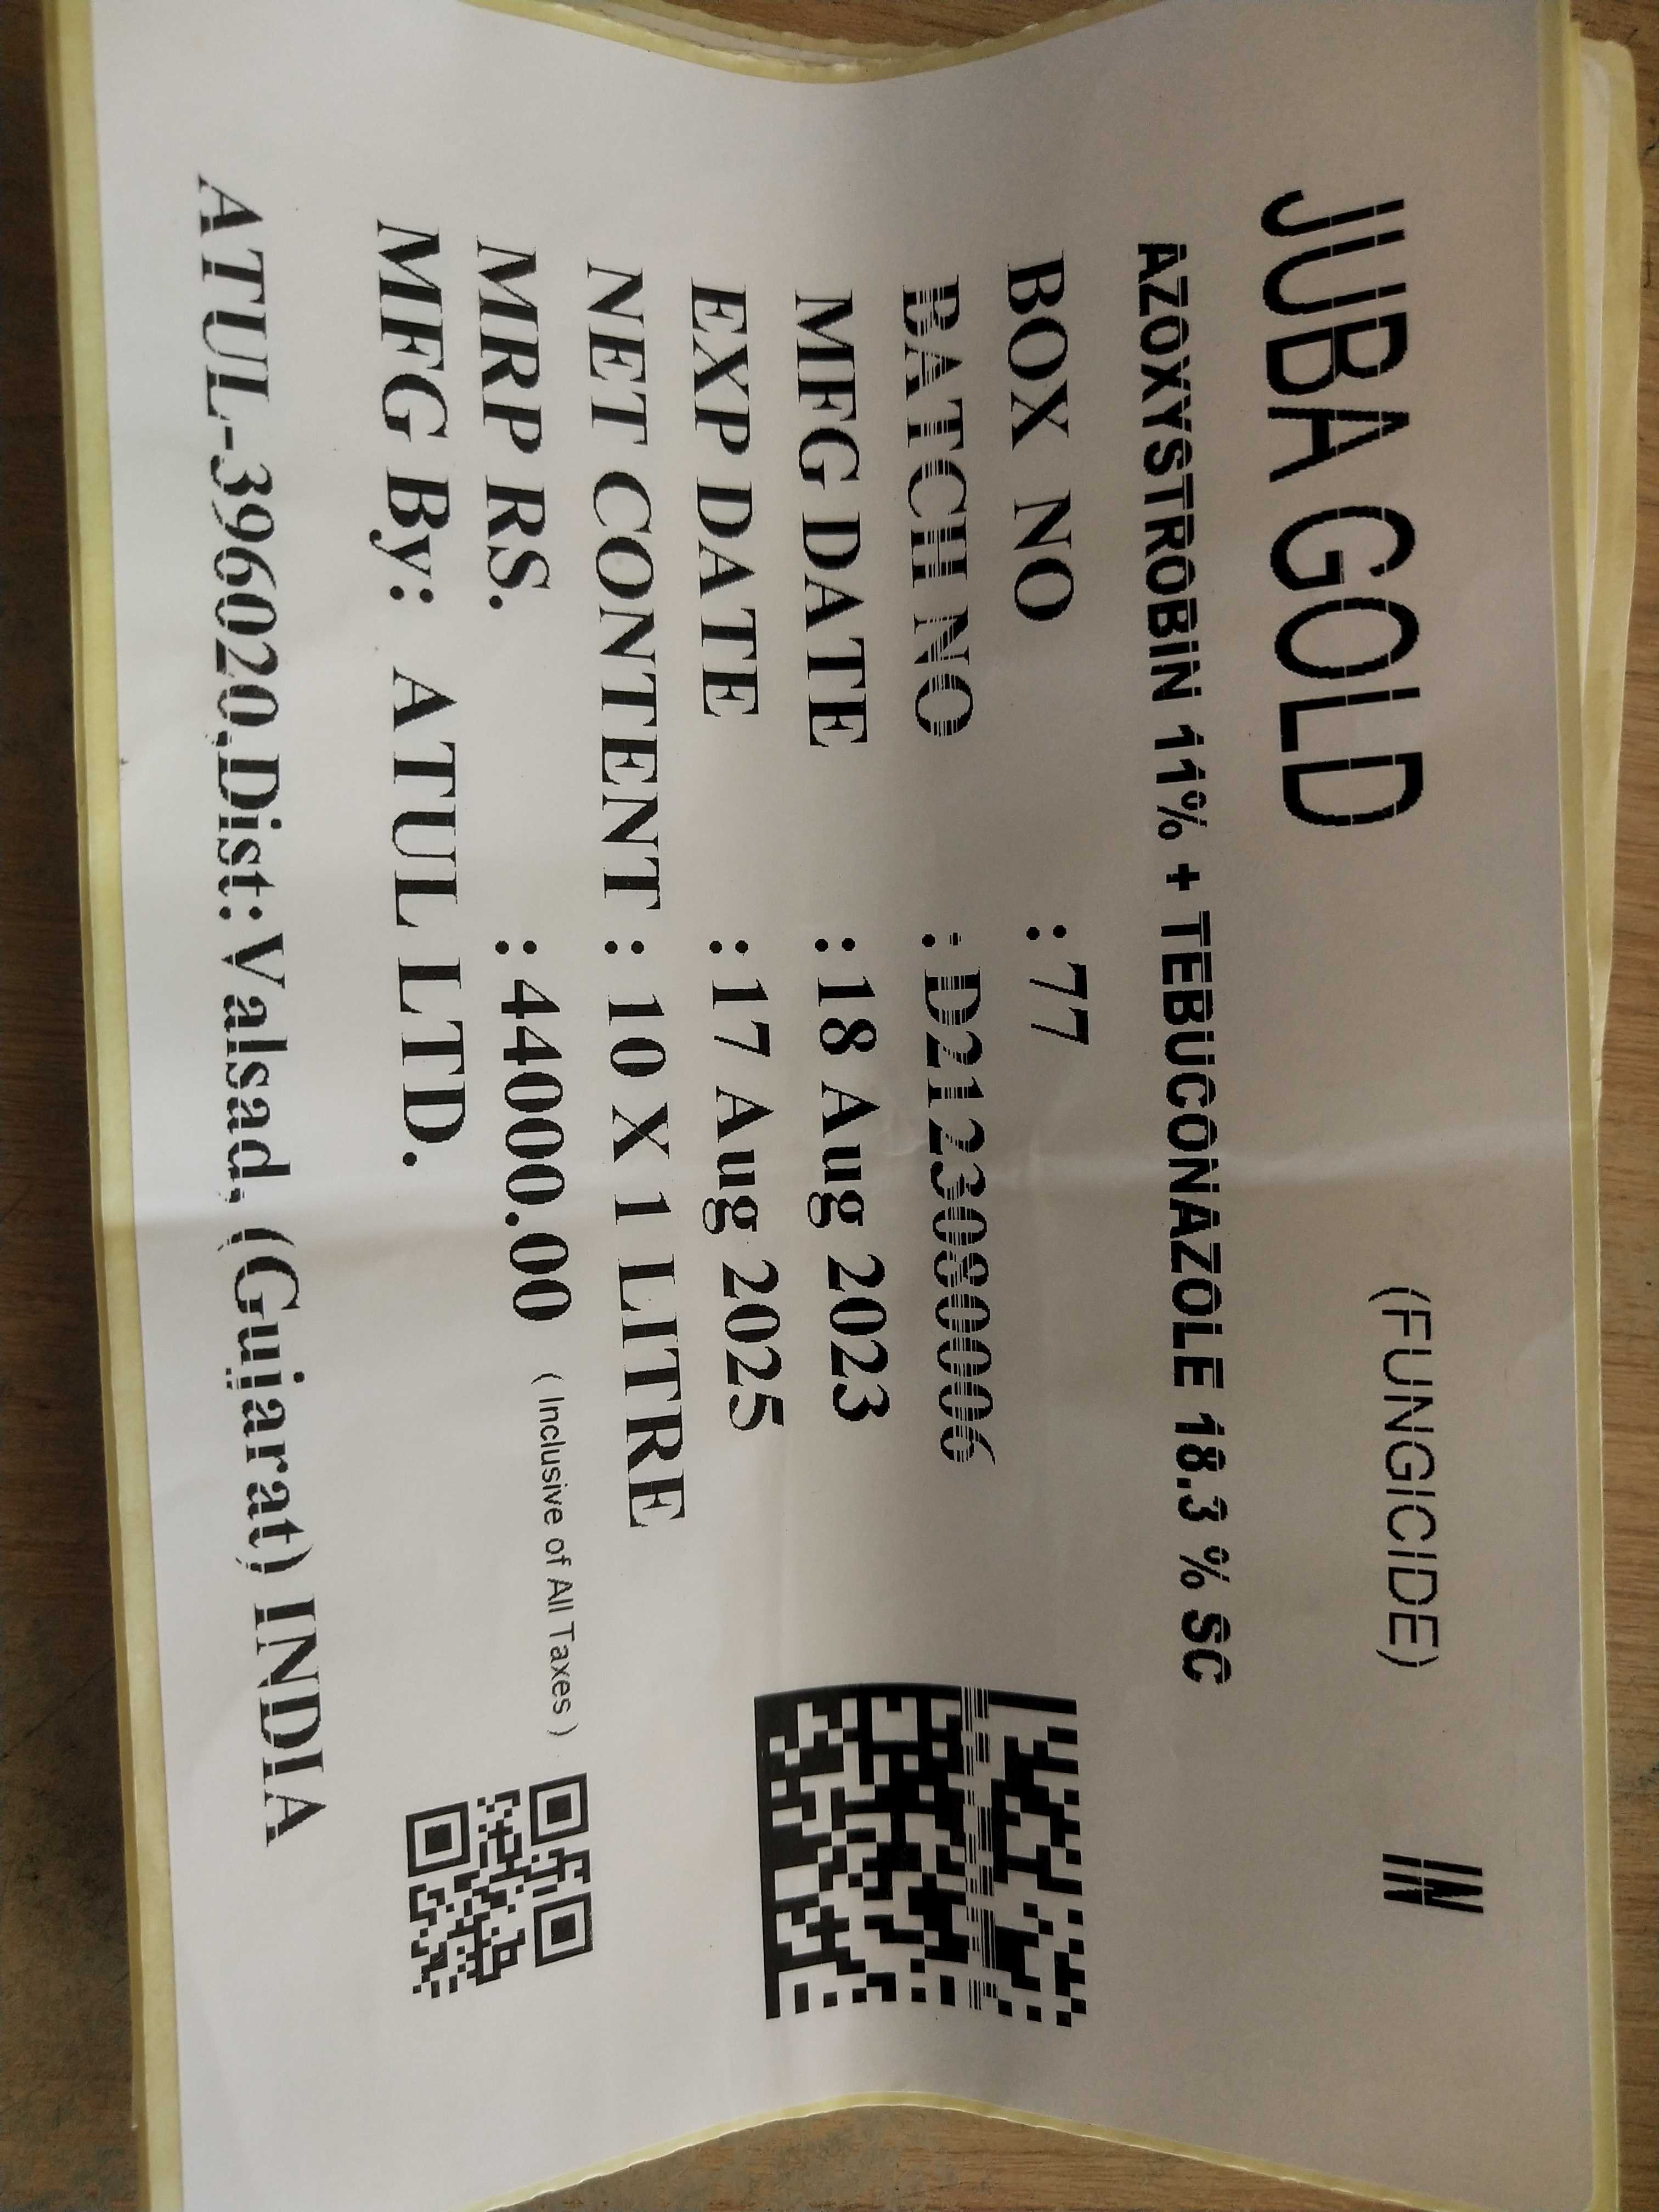 JUBA GOLD (FUNGICIDE) IN
AZOXYSTROBIN 11% + TEBUCONAZOLE 18.3 % SC
BOX NO :77
BATCH NO : D2123080006
MFG DATE :18 Aug 2023
EXP DATE :17 Aug 2025
NET CONTENT : 10 X 1 LITRE
MRP RS. :44000.00 ( Inclusive of All Taxes )
MFG By: ATUL LTD.
ATUL-396020,Dist:Valsad, (Gujarat) INDIA